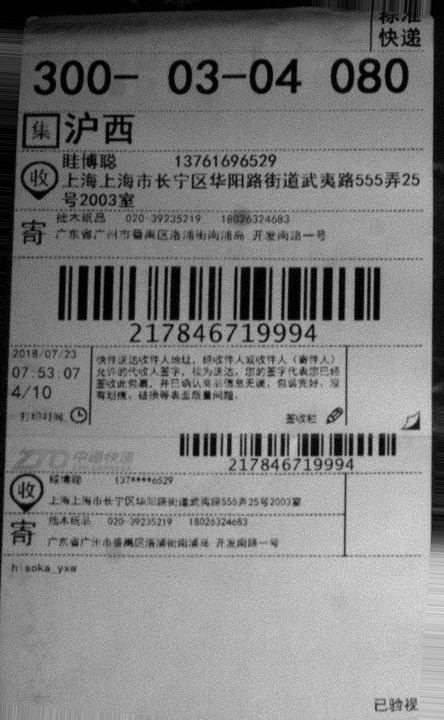 标准
快递
300- 03-04 080
集 沪西
收 眭博聪 13761696529
上海上海市长宁区华阳路街道武夷路555弄25
号2003室
寄 拙木纸品 020-39235219 18026324683
广东省广州市番禺区洛浦街南浦岛 开发南路一号
217846719994
2018/07/23
07:53:07
4/10
打印时间
快件送达收件人地址，经收件人或收件人（寄件人）
允许的代收人签字，视为送达。您的签字代表您已经
签收此包裹，并已确认商品信息无误，包装完好，没
有划痕，破损等表面质量问题。
签收栏
ZTO 中通快递
217846719994
收 眭博聪 137****6529
上海上海市长宁区华阳路街道武夷路555弄25号2003室
寄 拙木纸品 020-39235219 18026324683
广东省广州市番禺区洛浦街南浦岛 开发南路一号
hisoka_yxw
已验视